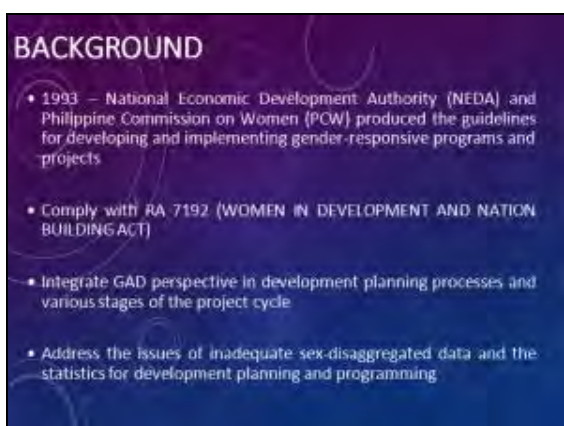 BACKGROUND
• 1993 – National Economic Development Authority (NEDA) and
Philippine Commission on Women (PCW) produced the guidelines
for developing and implementing gender-responsive programs and
projects
• Comply with RA 7192 (WOMEN IN DEVELOPMENT AND NATION
BUILDING ACT)
• Integrate GAD perspective in development planning processes and
various stages of the project cycle
• Address the issues of inadequate sex-disaggregated data and the
statistics for development planning and programming